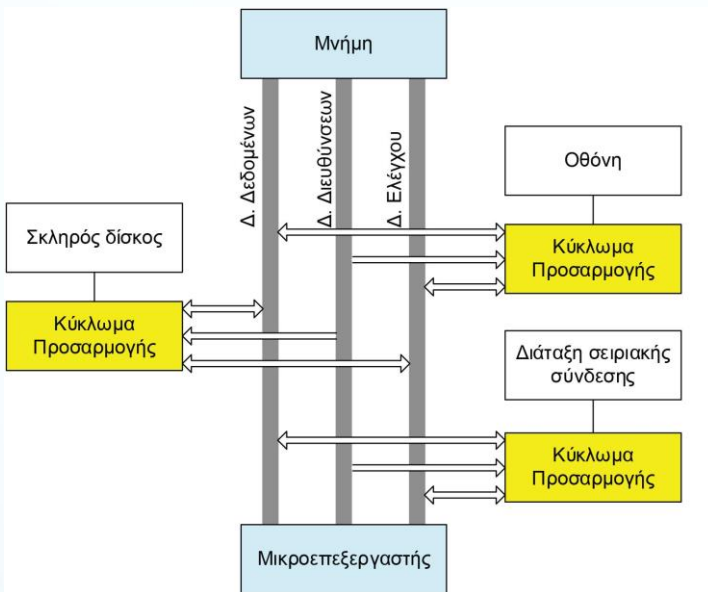 Μνήμη
Δ. Δεδομένων
Δ. Διευθύνσεων
Δ. Ελέγχου
Οθόνη
Κύκλωμα
Προσαρμογής
Σκληρός δίσκος
Κύκλωμα
Προσαρμογής
Διάταξη σειριακής
σύνδεσης
Κύκλωμα
Προσαρμογής
Μικροεπεξεργαστής